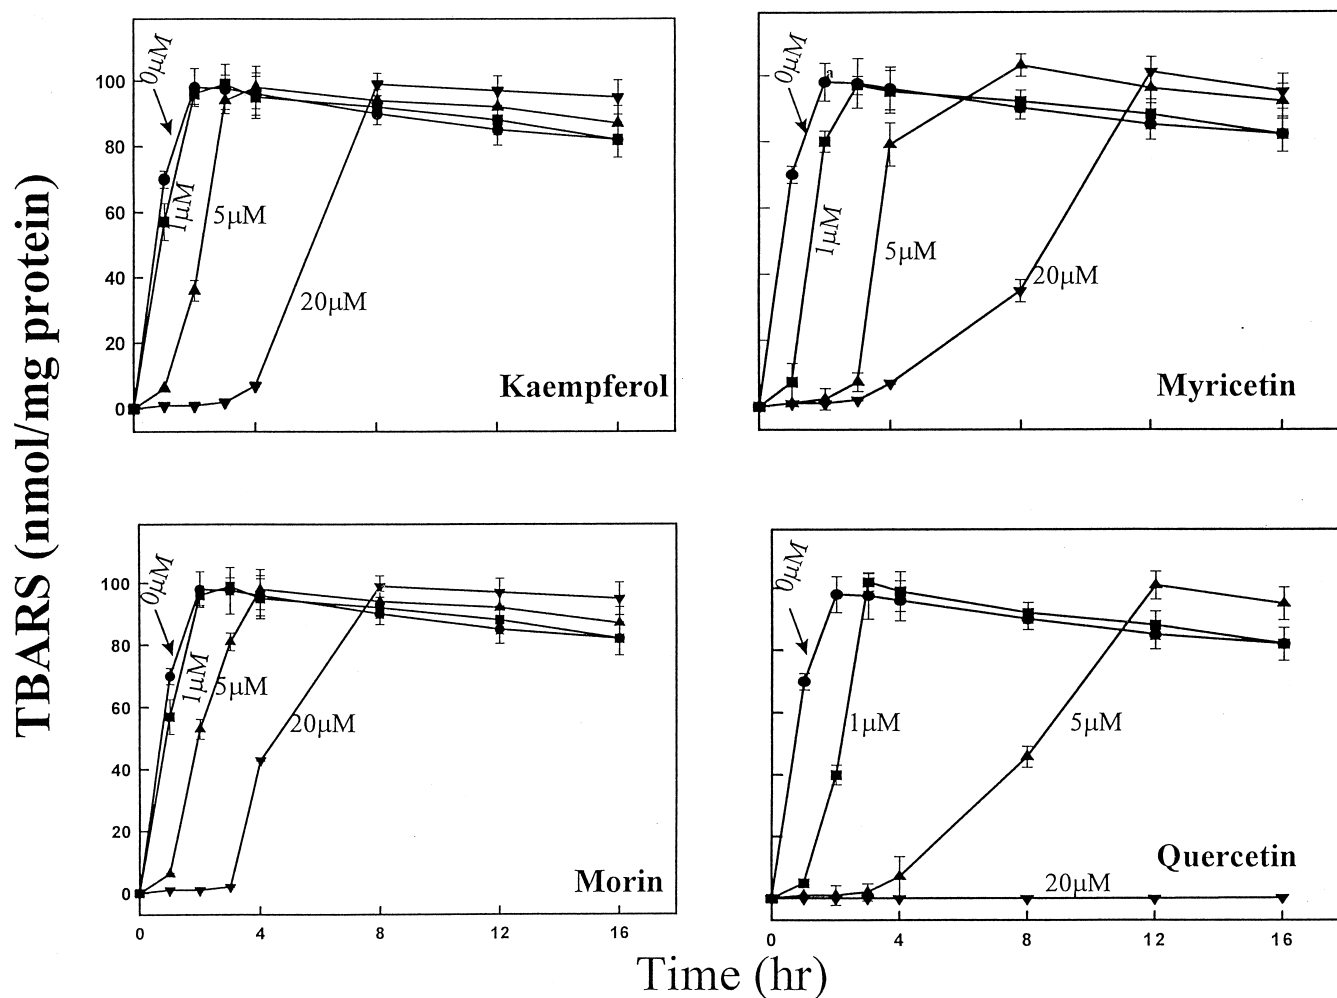 TBARS (nmol/mg protein)
100
80
60
40
20
0
0µM
1µM
5µM
20µM
Kaempferol
0µM
a
1µM
5µM
20µM
Myricetin
100
80
60
40
20
0
0µM
1µM
5µM
20µM
Morin
0 4 8 12 16
0µM
1µM
5µM
20µM
Quercetin
0 4 8 12 16
Time (hr)